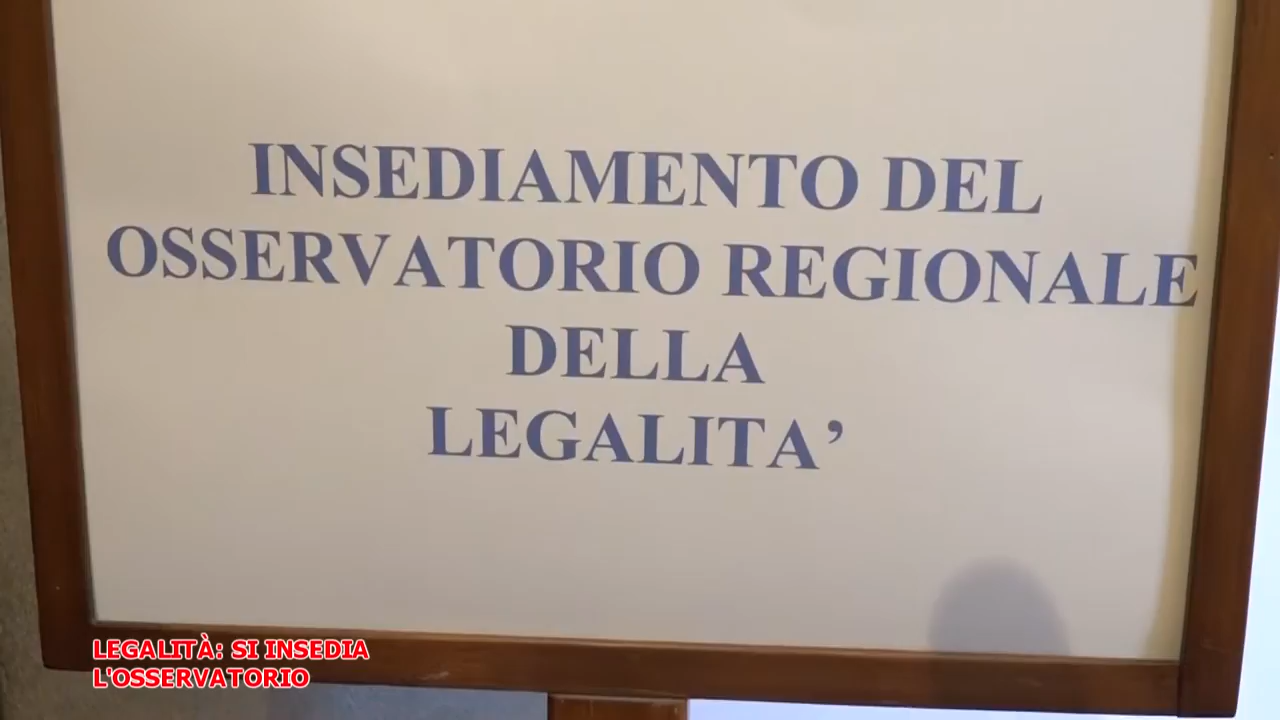 INSEDIAMENTO DEL
OSSERVATORIO REGIONALE
DELLA
LEGALITA’
LEGALITÀ: SI INSEDIA
L'OSSERVATORIO